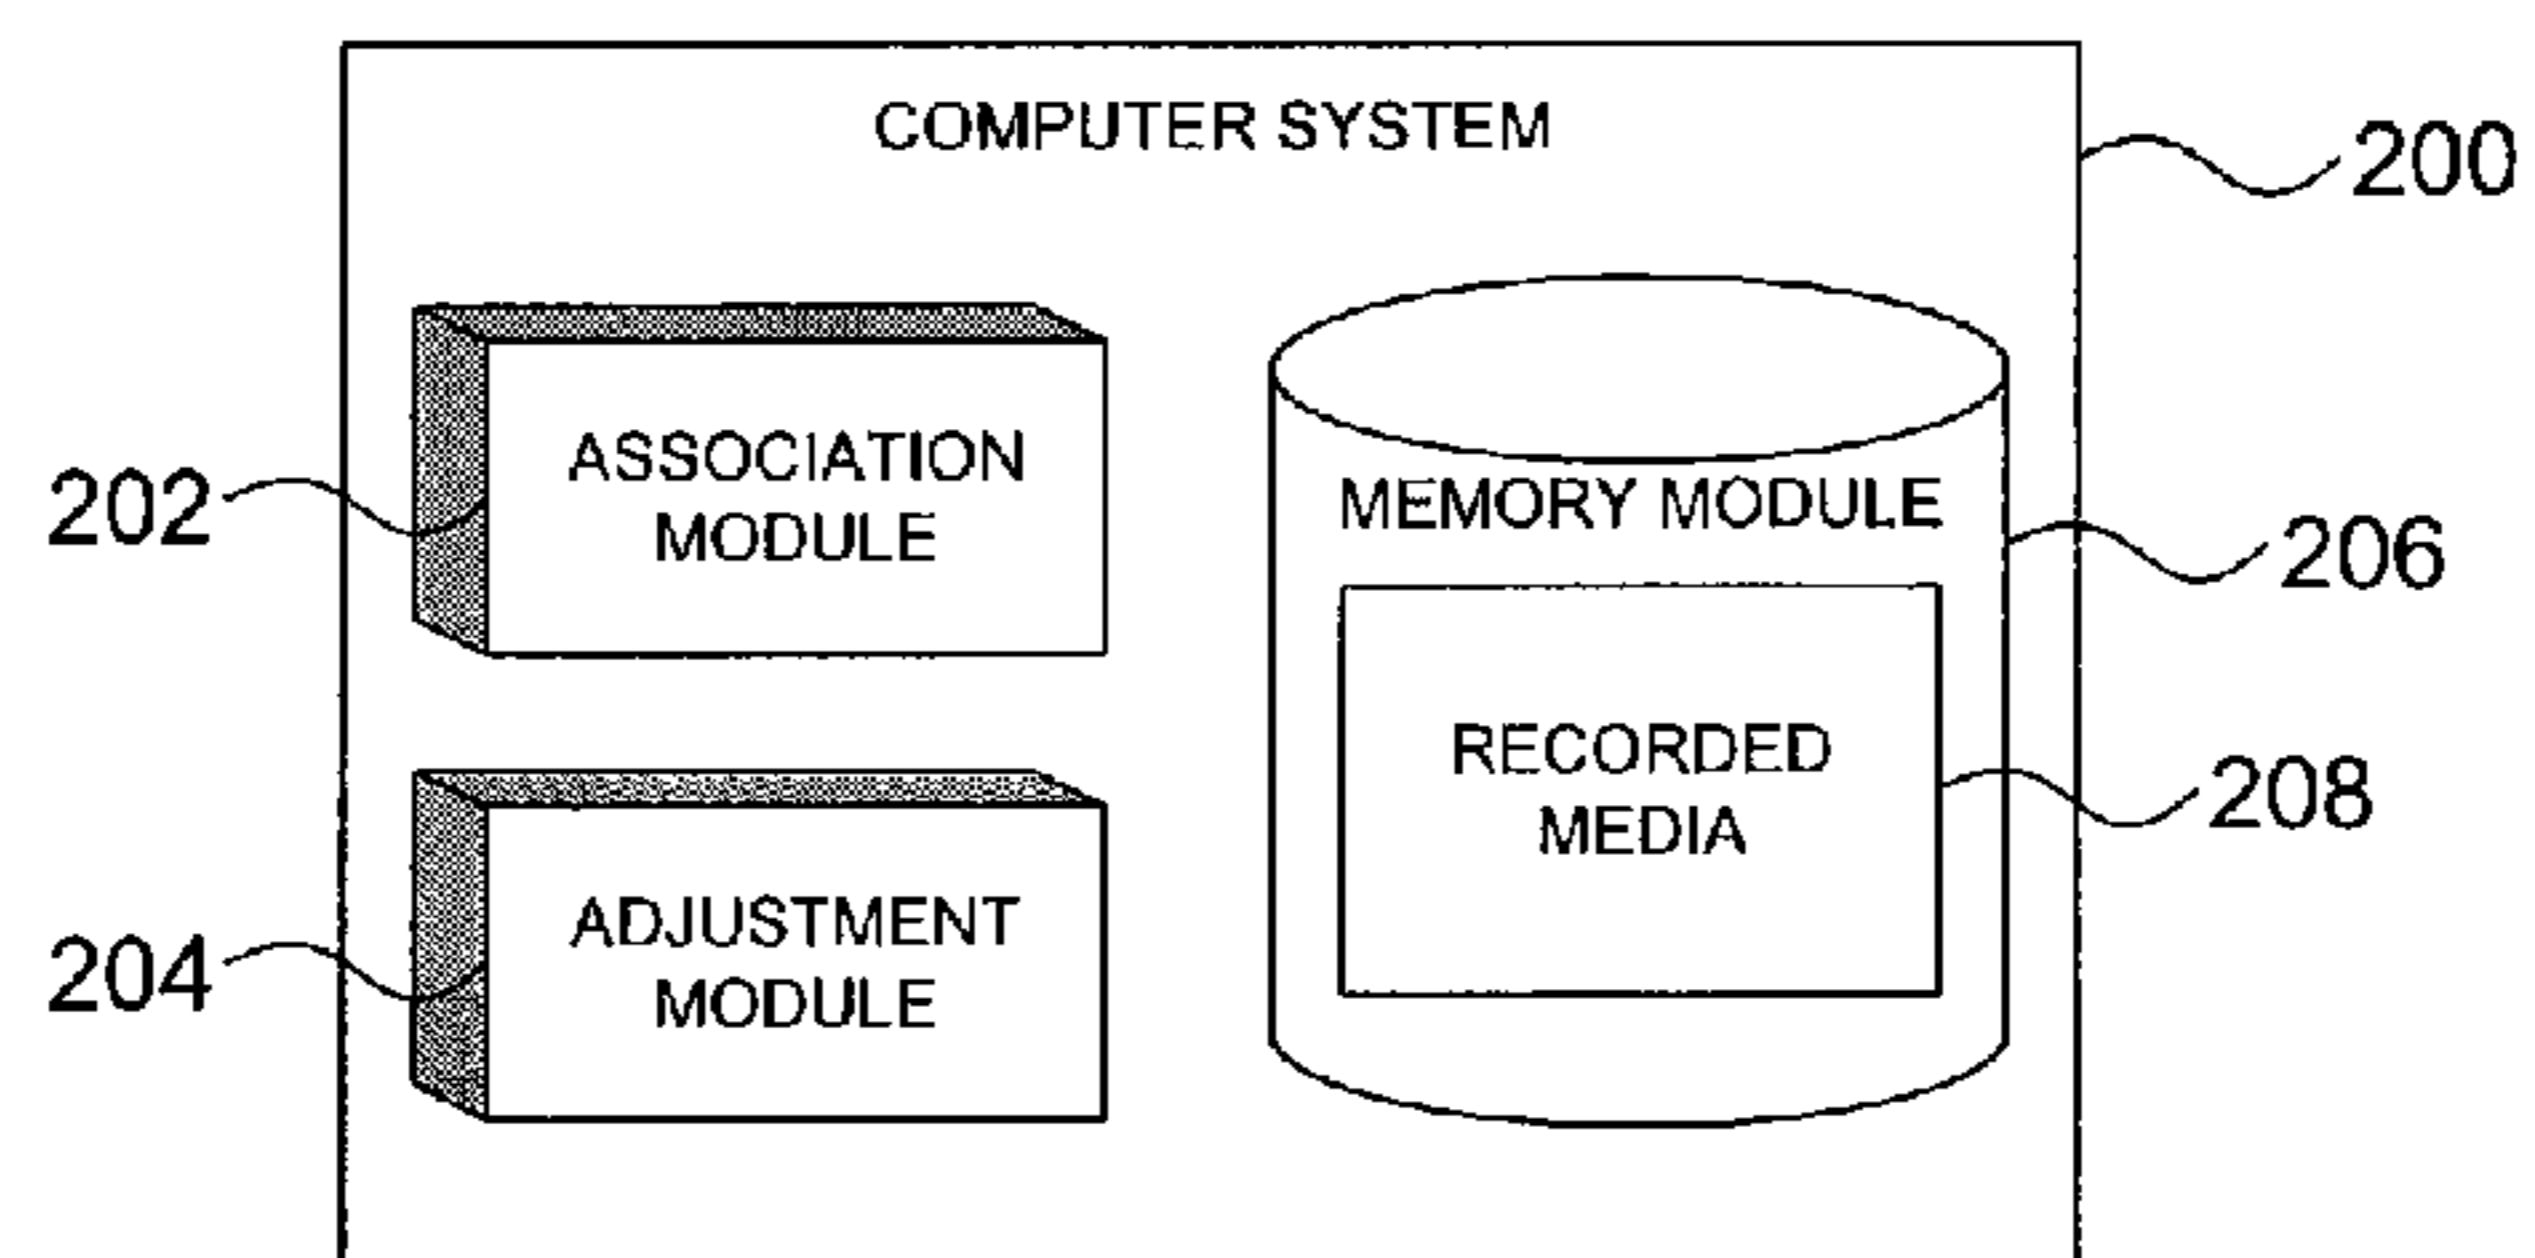 COMPUTER SYSTEM
200
ASSOCIATION
MODULE
202
MEMORY MODULE
206
RECORDED
MEDIA
208
ADJUSTMENT
MODULE
204